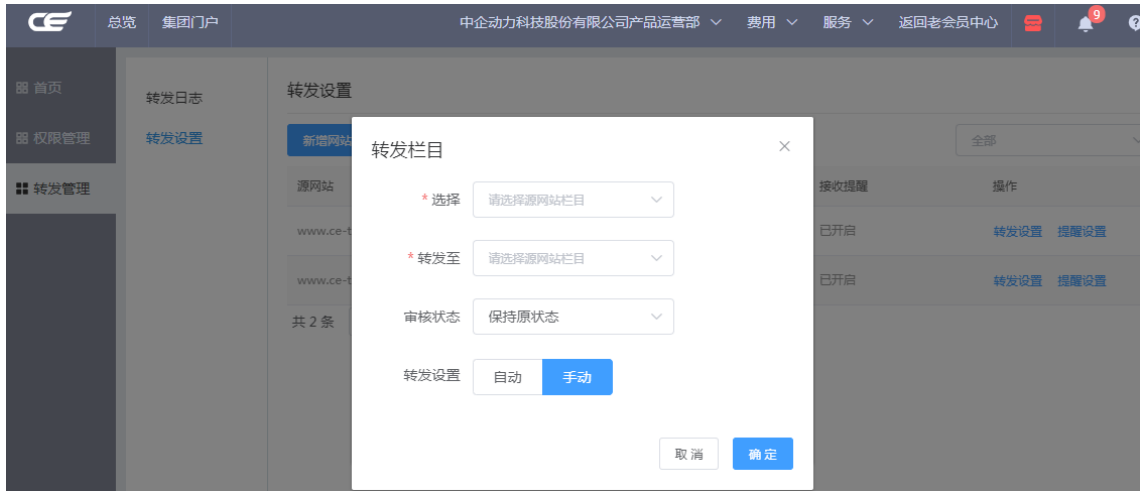 CE 总览 集团门户 中企动力科技股份有限公司产品运营部 费用 服务 返回老会员中心 9
首页
权限管理
转发管理
转发日志
转发设置
转发设置
新增网站
全部
源网站 接收提醒 操作
www.ce-t 已开启 转发设置 提醒设置
www.ce-t 已开启 转发设置 提醒设置
共 2 条
转发栏目
* 选择 请选择源网站栏目
* 转发至 请选择源网站栏目
审核状态 保持原状态
转发设置 自动 手动
取消 确定